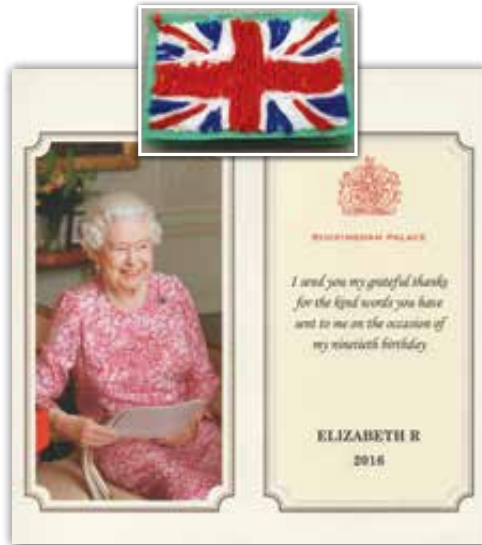 BUCKINGHAM PALACE
I send you my grateful thanks
for the kind words you have
sent to me on the occasion of
my ninetieth birthday
ELIZABETH R
2016